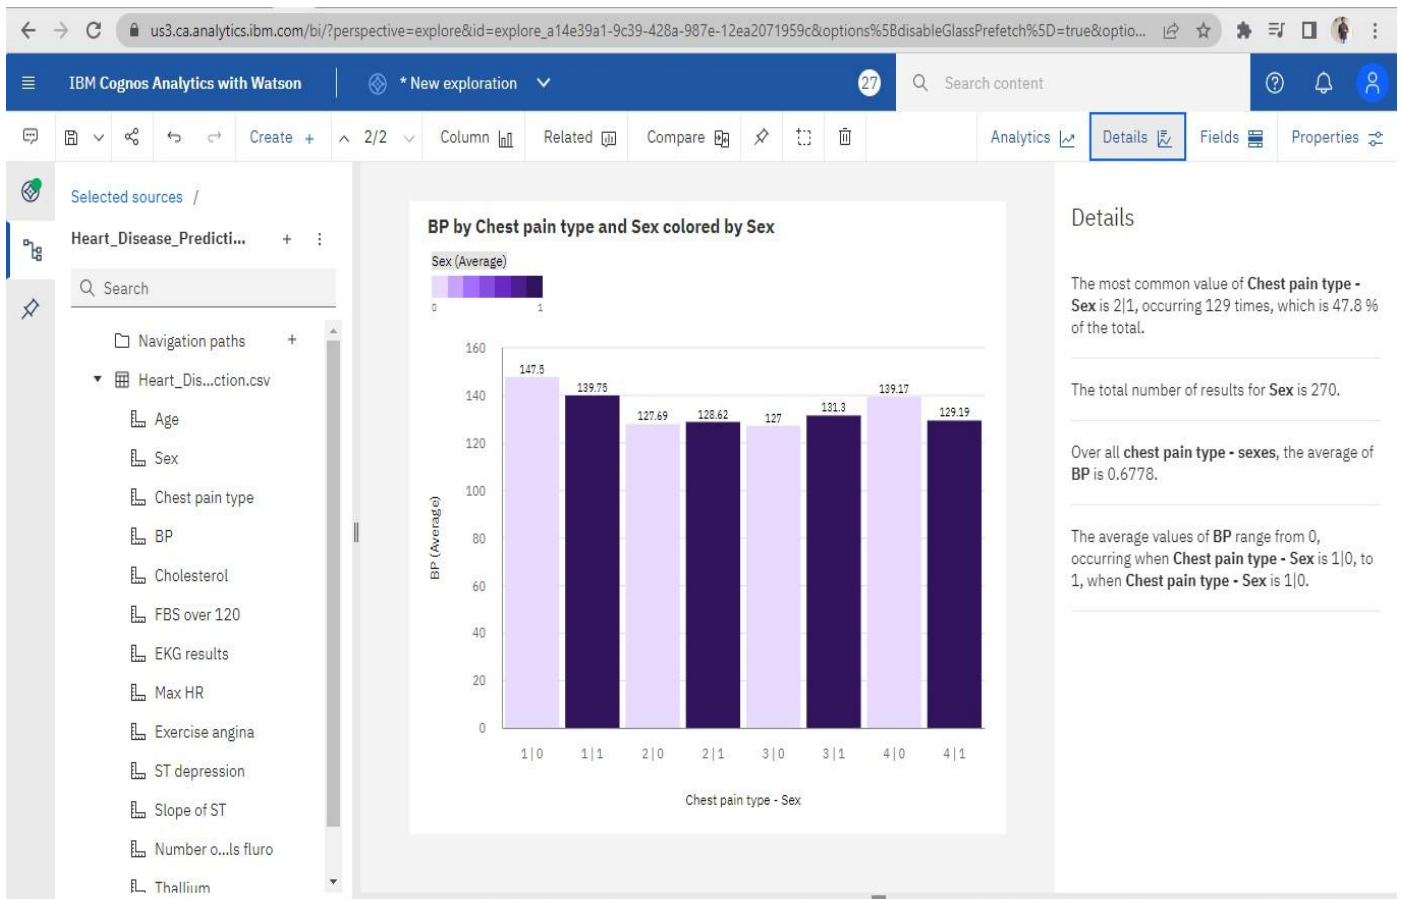 us3.ca.analytics.ibm.com/bi/?perspective=explore&id=explore_a14e39a1-9c39-428a-987e-12ea2071959c&options%5BdisableGlassPrefetch%5D=true&optio...
IBM Cognos Analytics with Watson
* New exploration
27
Search content
Create +
2/2
Column
Related
Compare
Analytics
Details
Fields
Properties
Selected sources /
Heart_Disease_Predicti...
Search
Navigation paths
Heart_Dis...ction.csv
Age
Sex
Chest pain type
BP
Cholesterol
FBS over 120
EKG results
Max HR
Exercise angina
ST depression
Slope of ST
Number o...ls fluro
Thallium
BP by Chest pain type and Sex colored by Sex
Sex (Average)
0 1
160
140
120
100
80
60
40
20
0
BP (Average)
147.5
139.75
127.69
128.62
127
131.3
139.17
129.19
1|0 1|1 2|0 2|1 3|0 3|1 4|0 4|1
Chest pain type - Sex
Details
The most common value of Chest pain type -
Sex is 2|1, occurring 129 times, which is 47.8 %
of the total.
The total number of results for Sex is 270.
Over all chest pain type - sexes, the average of
BP is 0.6778.
The average values of BP range from 0,
occurring when Chest pain type - Sex is 1|0, to
1, when Chest pain type - Sex is 1|0.